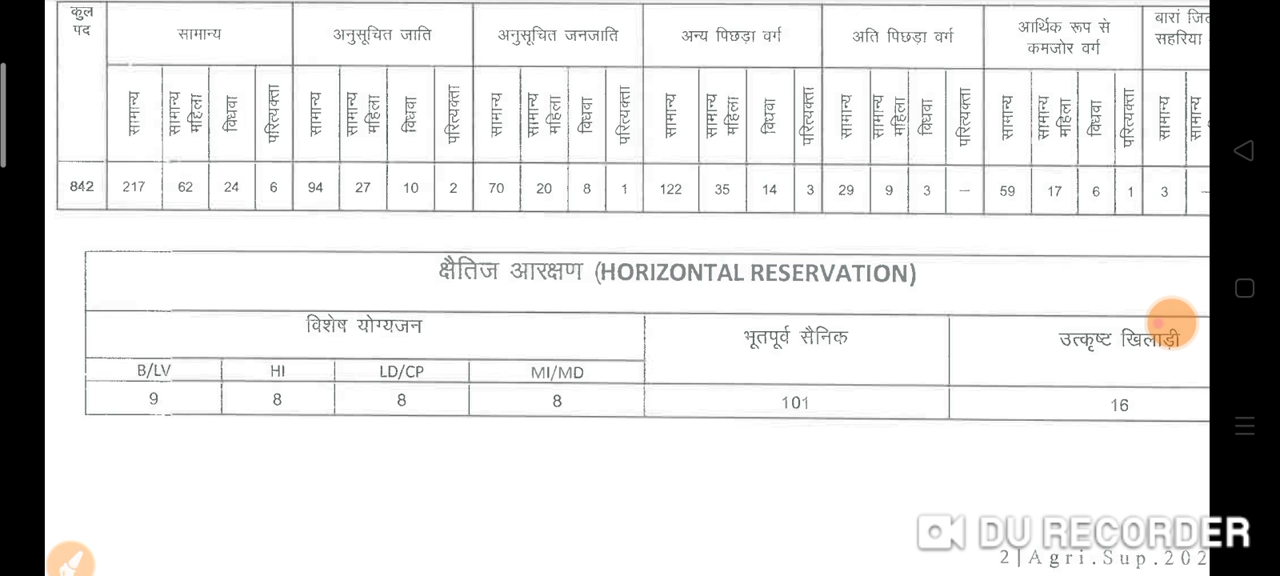 कुल पद
सामान्य
अनुसूचित जाति
अनुसूचित जनजाति
अन्य पिछड़ा वर्ग
अति पिछड़ा वर्ग
आर्थिक रूप से
कमजोर वर्ग
बारां
सहरिया
सामान्य
सामान्य महिला
विधवा
परित्यक्ता
सामान्य
सामान्य महिला
विधवा
परित्यक्ता
सामान्य
सामान्य महिला
विधवा
परित्यक्ता
सामान्य
सामान्य महिला
विधवा
परित्यक्ता
सामान्य
सामान्य महिला
विधवा
परित्यक्ता
सामान्य
सामान्य महिला
विधवा
परित्यक्ता
सामान्य
सामान्य
842 217 62 24 6 94 27 10 2 70 20 8 1 122 35 14 3 29 9 3 — 59 17 6 1 3 —
क्षैतिज आरक्षण (HORIZONTAL RESERVATION)
विशेष योग्यजन
भूतपूर्व सैनिक
उत्कृष्ट खिलाड़ी
B/LV HI LD/CP MI/MD
9 8 8 8 101 16
DU RECORDER
2|Agri.Sup.202